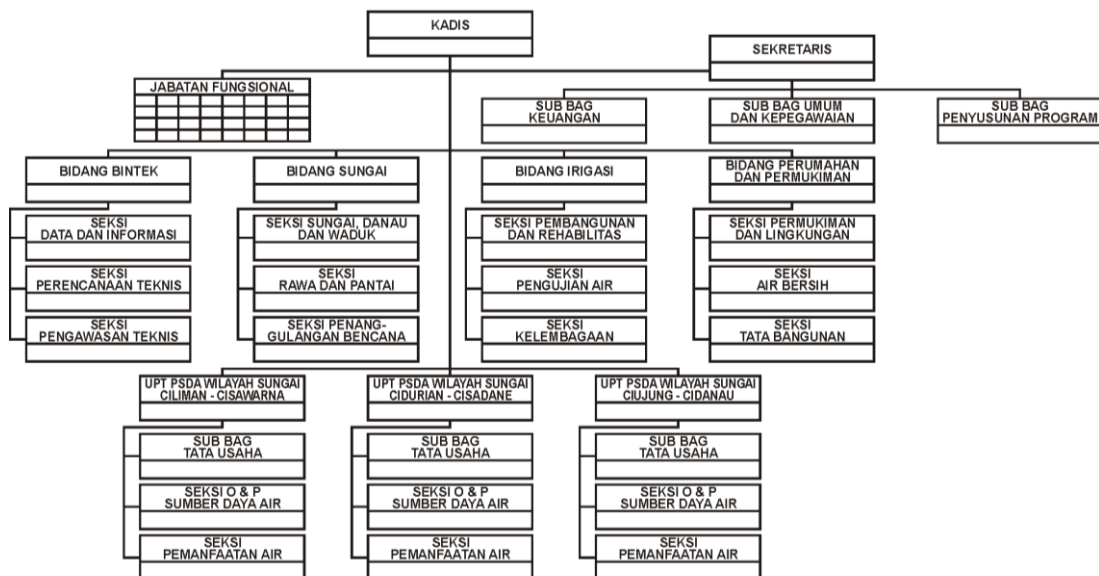 KADIS
SEKRETARIS
JABATAN FUNGSIONAL
SUB BAG
KEUANGAN
SUB BAG UMUM
DAN KEPEGAWAIAN
SUB BAG
PENYUSUNAN PROGRAM
BIDANG BINTEK
BIDANG SUNGAI
BIDANG IRIGASI
BIDANG PERUMAHAN
DAN PERMUKIMAN
SEKSI
DATA DAN INFORMASI
SEKSI SUNGAI, DANAU
DAN WADUK
SEKSI PEMBANGUNAN
DAN REHABILITAS
SEKSI PERMUKIMAN
DAN LINGKUNGAN
SEKSI
PERENCANAAN TEKNIS
SEKSI
RAWA DAN PANTAI
SEKSI
PENGUJIAN AIR
SEKSI
AIR BERSIH
SEKSI
PENGAWASAN TEKNIS
SEKSI PENANG-
GULANGAN BENCANA
SEKSI
KELEMBAGAAN
SEKSI
TATA BANGUNAN
UPT PSDA WILAYAH SUNGAI
CILIMAN - CISAWARNA
UPT PSDA WILAYAH SUNGAI
CIDURIAN - CISADANE
UPT PSDA WILAYAH SUNGAI
CIUJUNG - CIDANAU
SUB BAG
TATA USAHA
SUB BAG
TATA USAHA
SUB BAG
TATA USAHA
SEKSI O & P
SUMBER DAYA AIR
SEKSI O & P
SUMBER DAYA AIR
SEKSI O & P
SUMBER DAYA AIR
SEKSI
PEMANFAATAN AIR
SEKSI
PEMANFAATAN AIR
SEKSI
PEMANFAATAN AIR